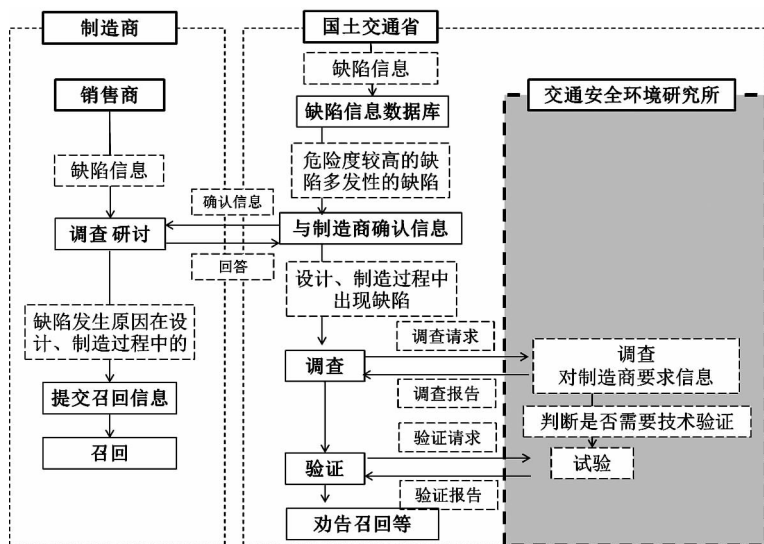 制造商
销售商
缺陷信息
调查 研讨
缺陷发生原因在设
计、制造过程中的
提交召回信息
召回
确认信息
回答
国土交通省
缺陷信息
缺陷信息数据库
危险度较高的缺
陷多发性的缺陷
与制造商确认信息
设计、制造过程中
出现缺陷
调查
验证
劝告召回等
调查请求
调查报告
验证请求
验证报告
交通安全环境研究所
调查
对制造商要求信息
判断是否需要技术验证
试验